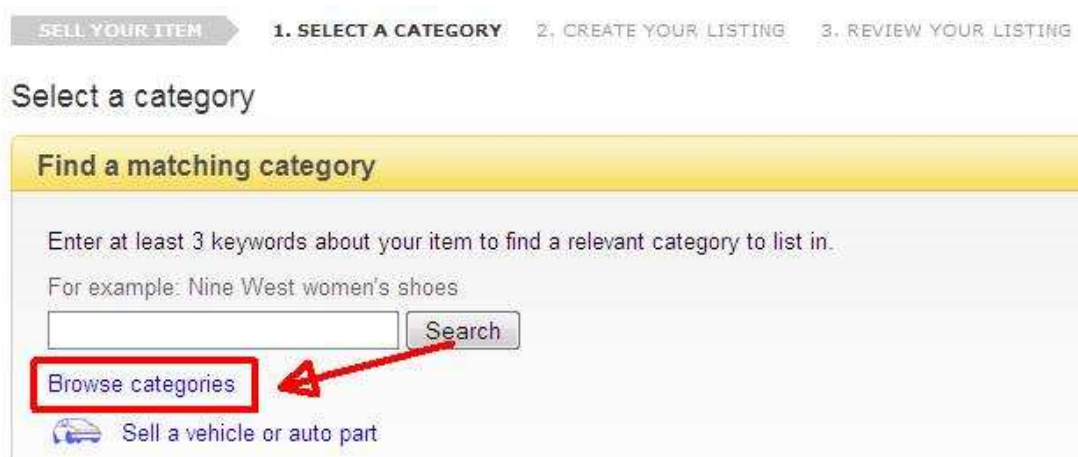 SELL YOUR ITEM 1. SELECT A CATEGORY 2. CREATE YOUR LISTING 3. REVIEW YOUR LISTING
Select a category
Find a matching category
Enter at least 3 keywords about your item to find a relevant category to list in.
For example: Nine West women's shoes
Search
Browse categories
Sell a vehicle or auto part